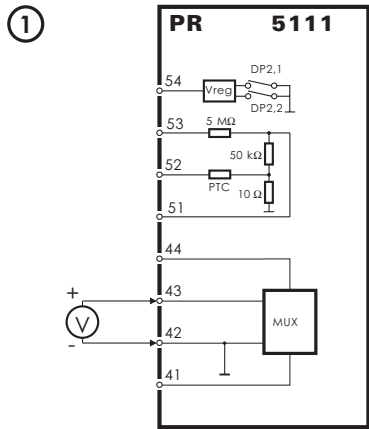 1
PR 5111
54
Vreg
DP2,1
DP2,2
53
5 MΩ
50 kΩ
52
PTC
10 Ω
51
44
43
+
V
MUX
42
-
41